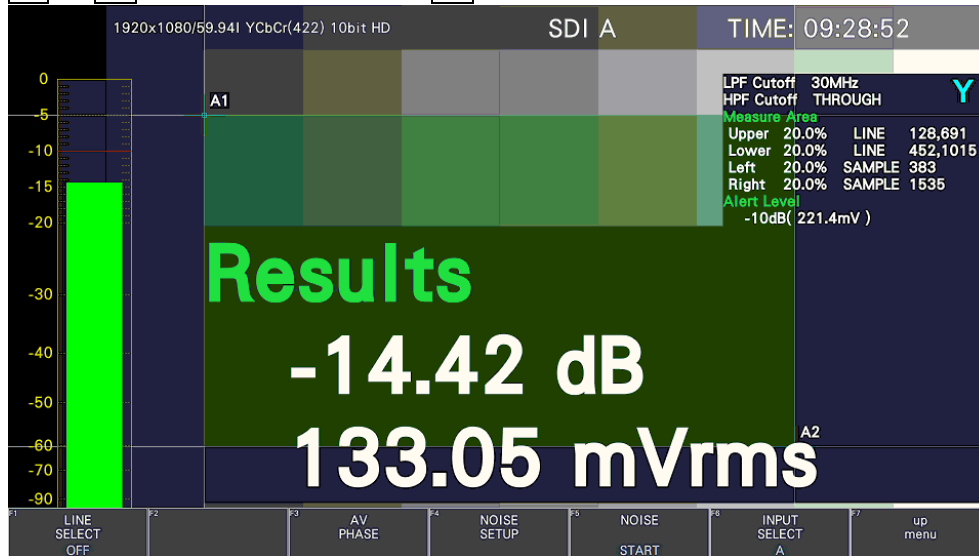 1920x1080/59.94I YCbCr(422) 10bit HD SDI A TIME: 09:28:52
0
-5
-10
-15
-20
-30
-40
-50
-60
-70
-90
A1
LPF Cutoff 30MHz Y
HPF Cutoff THROUGH
Measure Area
Upper 20.0% LINE 128,691
Lower 20.0% LINE 452,1015
Left 20.0% SAMPLE 383
Right 20.0% SAMPLE 1535
Alert Level
-10dB( 221.4mV )
Results
-14.42 dB
A2
133.05 mVrms
F1 LINE SELECT OFF
F2
F3 AV PHASE
F4 NOISE SETUP
F5 NOISE START
F6 INPUT SELECT A
F7 up menu